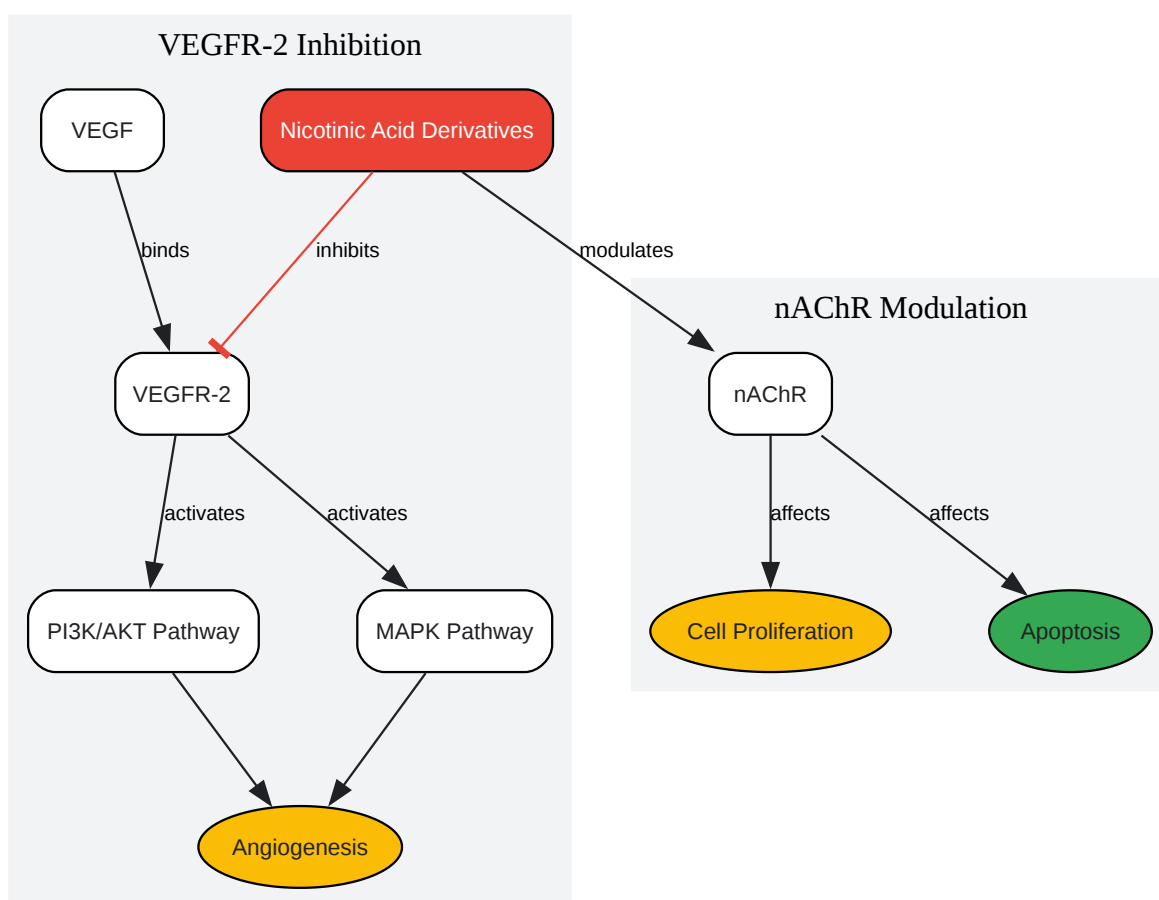 VEGFR-2 Inhibition
VEGF
Nicotinic Acid Derivatives
binds
inhibits
modulates
nAChR Modulation
VEGFR-2
nAChR
activates
activates
affects
affects
PI3K/AKT Pathway
MAPK Pathway
Cell Proliferation
Apoptosis
Angiogenesis